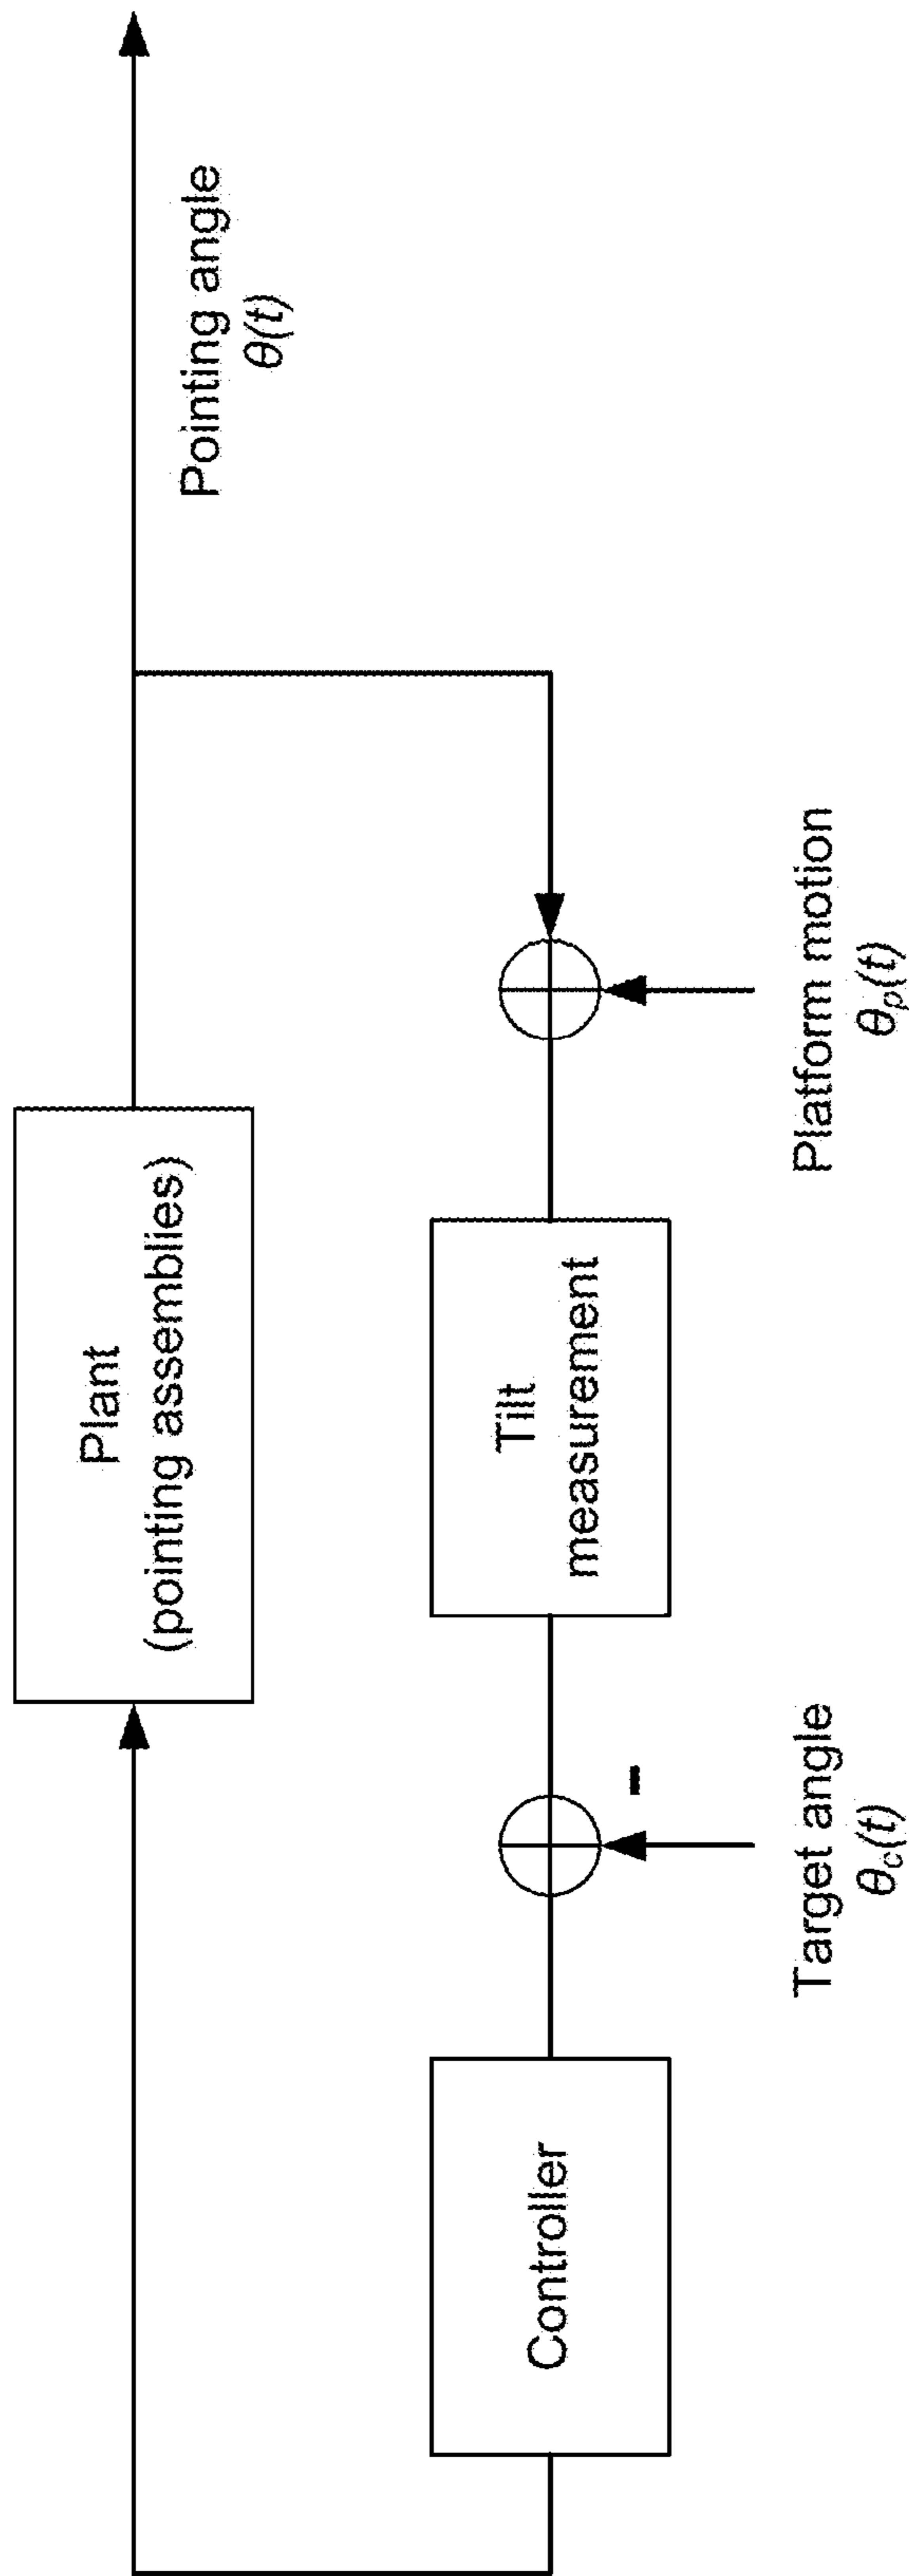 Plant
(pointing assemblies)
Pointing angle
θ(t)
Controller
Tilt
measurement
-
Target angle
θc(t)
Platform motion
θp(t)